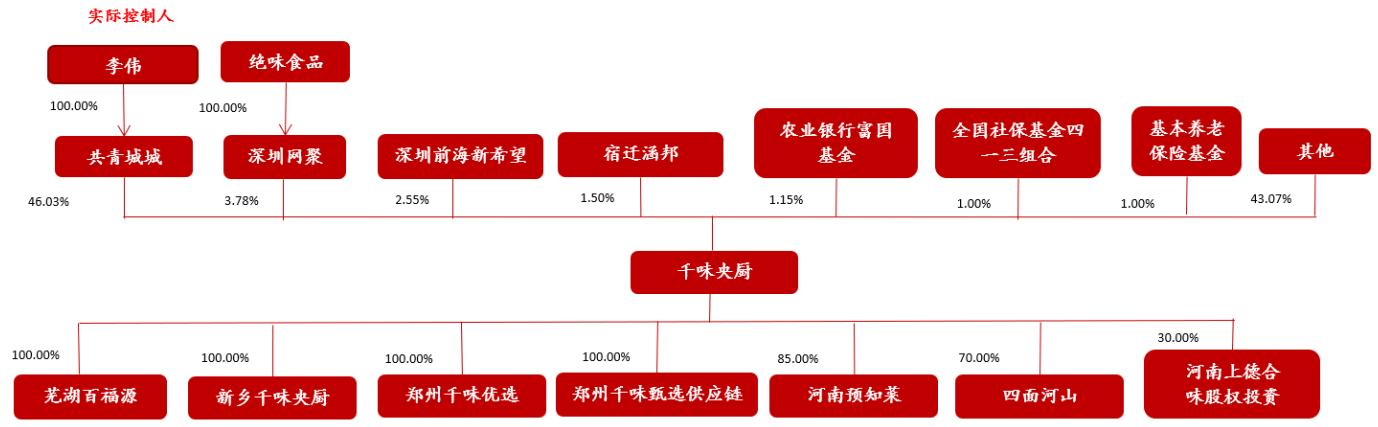 实际控制人
李伟
绝味食品
100.00%
100.00%
共青城城
深圳网聚
深圳前海新希望
宿迁涵邦
农业银行富国
基金
全国社保基金四
一三组合
基本养老
保险基金
其他
46.03%
3.78%
2.55%
1.50%
1.15%
1.00%
1.00%
43.07%
千味央厨
100.00%
100.00%
100.00%
100.00%
85.00%
70.00%
30.00%
芜湖百福源
新乡千味央厨
郑州千味优选
郑州千味甄选供应链
河南预知菜
四面河山
河南上德合
味股权投资